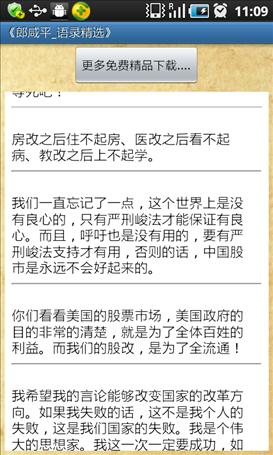 11:09
《郎咸平_语录精选》
更多免费精品下载....
等死吧！
房改之后住不起房、医改之后看不起
病、教改之后上不起学。
我们一直忘记了一点，这个世界上是没
有良心的，只有严刑峻法才能保证有良
心。而且，呼吁也是没有用的，要有严
刑峻法支持才有用，否则的话，中国股
市是永远不会好起来的。
你们看看美国的股票市场，美国政府的
目的非常的清楚，就是为了全体百姓的
利益。而我们的股改，是为了全流通！
我希望我的言论能够改变国家的改革方
向。如果我失败的话，这不是我个人的
失败，这是我们国家的失败。我是个伟
大的思想家。我这一次一定要成功，如